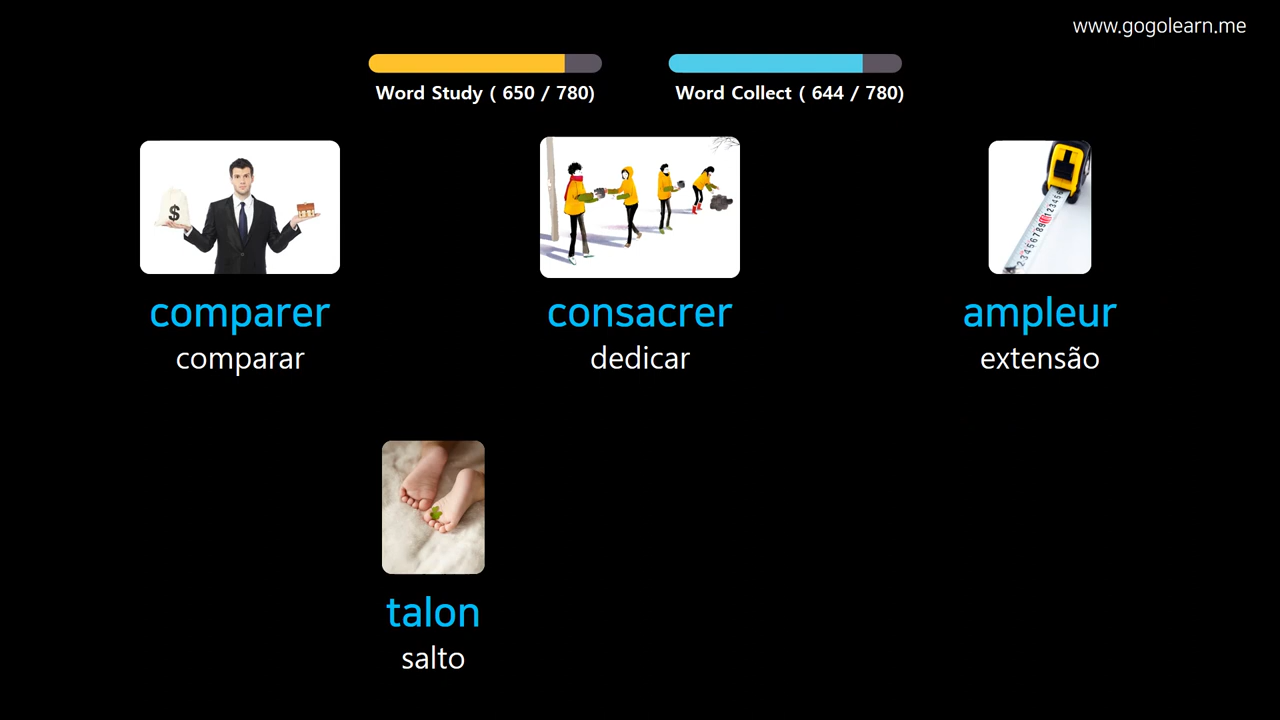 www.gogolearn.me
Word Study ( 650 / 780)
Word Collect ( 644 / 780)
comparer
comparar
consacrer
dedicar
ampleur
extensão
talon
salto